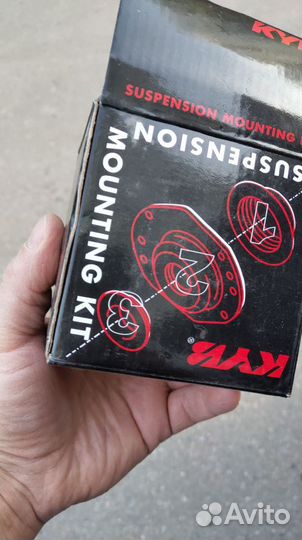 KYB
SUSPENSION MOUNTING
SUSPENSION
MOUNTING KIT
1
2
3
KYB®
Avito